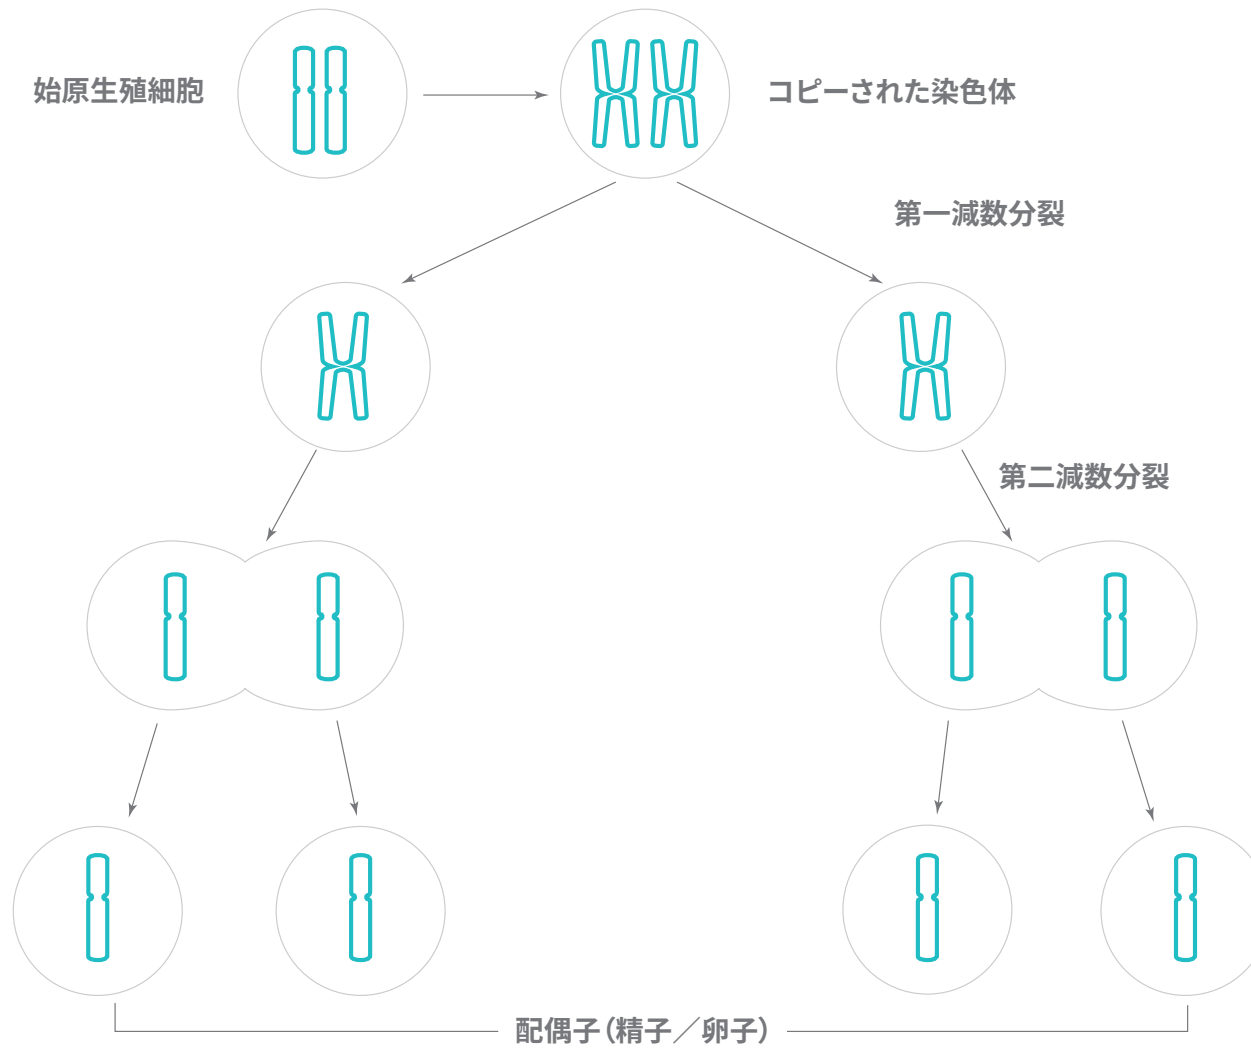 始原生殖細胞
コピーされた染色体
第一減数分裂
第二減数分裂
配偶子（精子／卵子）